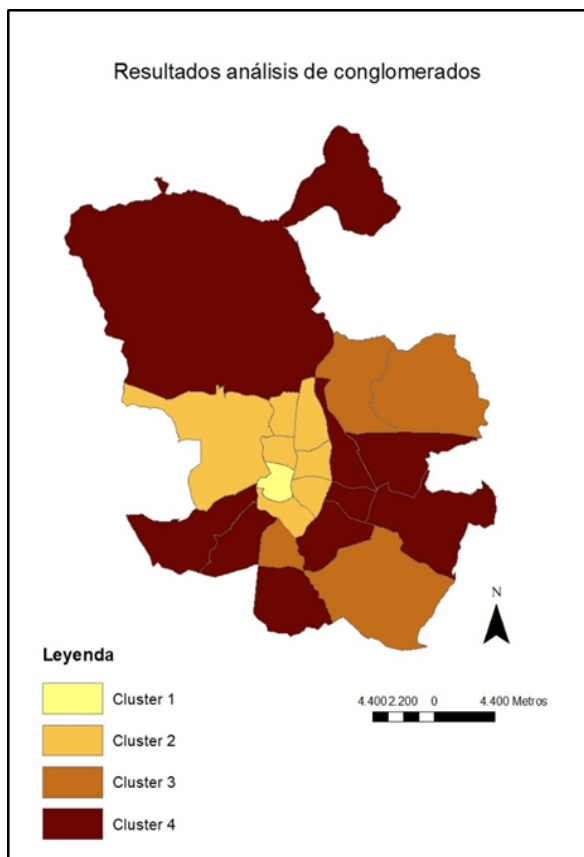 Resultados análisis de conglomerados
N
Leyenda
Cluster 1
Cluster 2
Cluster 3
Cluster 4
4.400 2.200 0 4.400 Metros